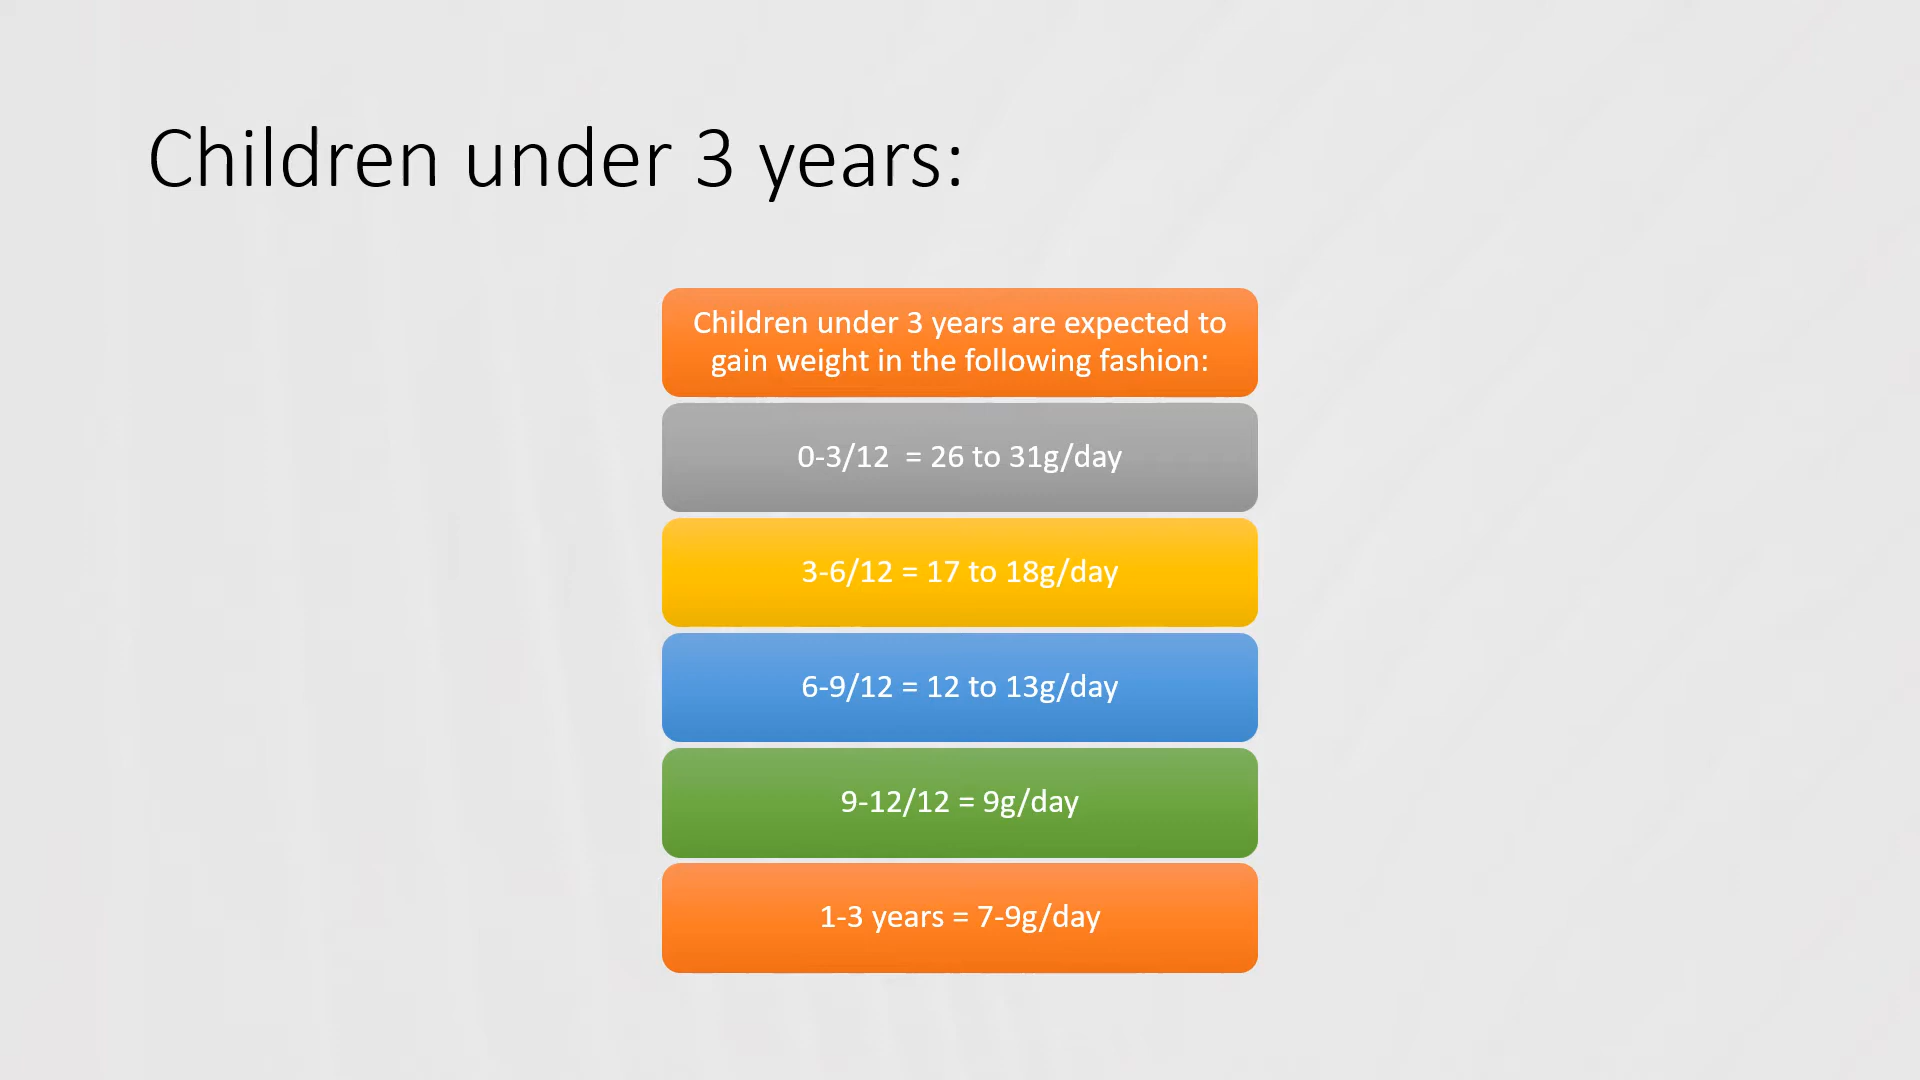 Children under 3 years:
Children under 3 years are expected to
gain weight in the following fashion:
0-3/12  = 26 to 31g/day
3-6/12 = 17 to 18g/day
6-9/12 = 12 to 13g/day
9-12/12 = 9g/day
1-3 years = 7-9g/day